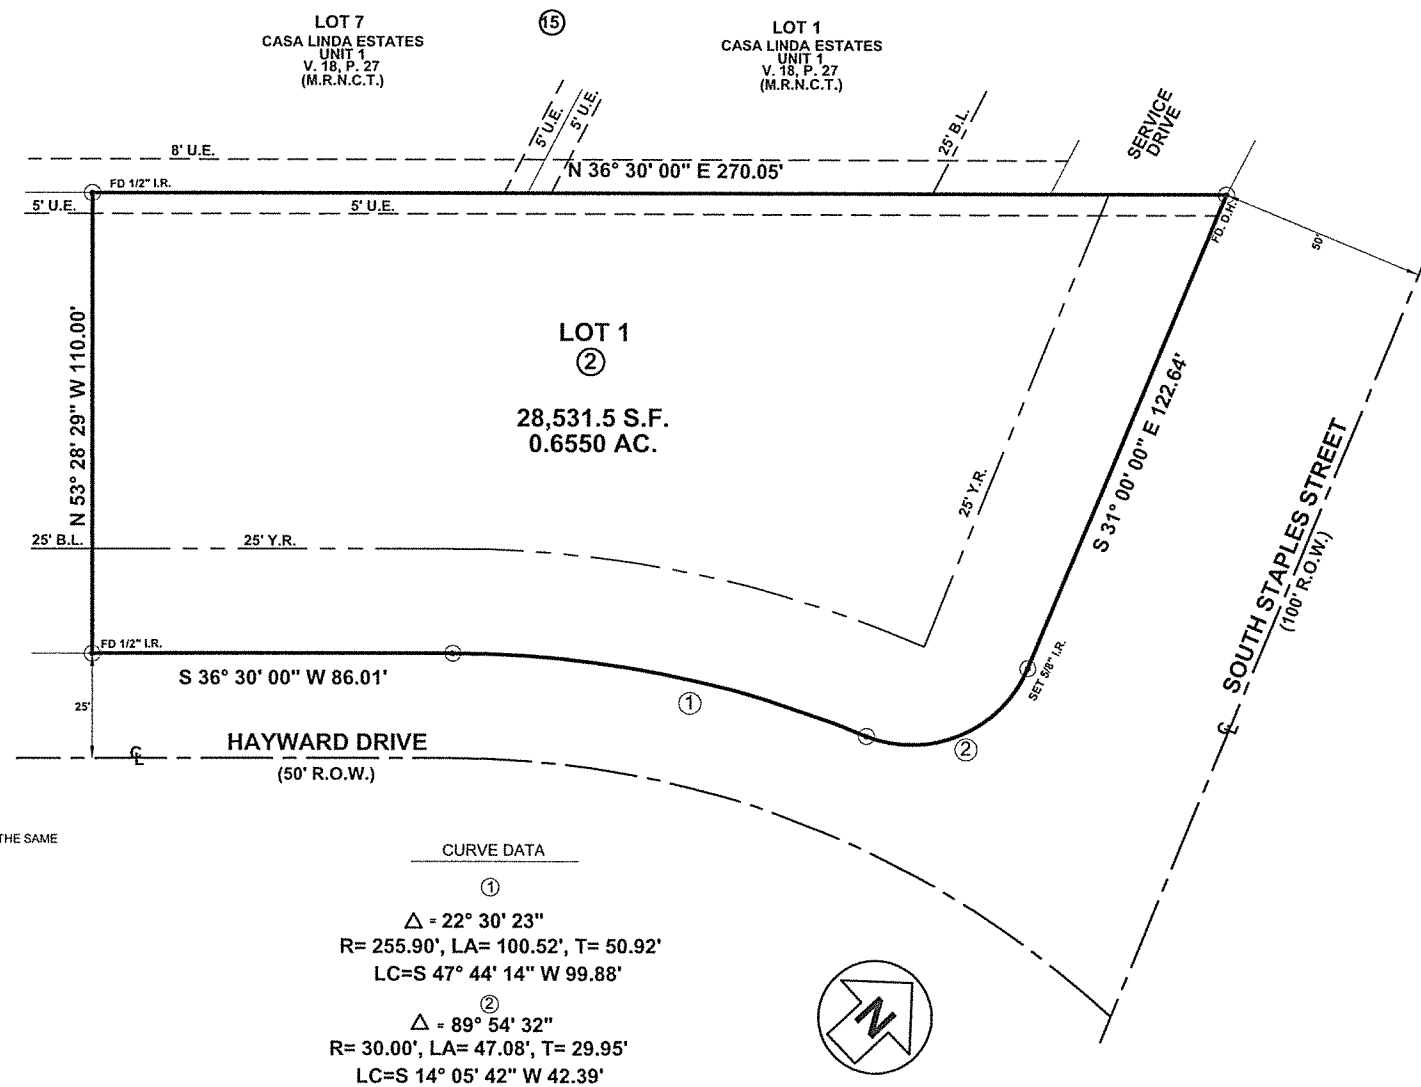 LOT 7
CASA LINDA ESTATES
UNIT 1
V. 18, P. 27
(M.R.N.C.T.)
15
LOT 1
CASA LINDA ESTATES
UNIT 1
V. 18, P. 27
(M.R.N.C.T.)
5' U.E.
5' U.E.
25' B.L.
SERVICE
DRIVE
8' U.E.
N 36° 30' 00" E 270.05'
FD 1/2" I.R.
5' U.E.
5' U.E.
FD. D.H.
50'
N 53° 28' 29" W 110.00'
LOT 1
2
28,531.5 S.F.
0.6550 AC.
S 31° 00' 00" E 122.64'
25' Y.R.
SOUTH STAPLES STREET
(100' R.O.W.)
25' B.L.
25' Y.R.
FD 1/2" I.R.
S 36° 30' 00" W 86.01'
SET 5/8" I.R.
1
2
25'
HAYWARD DRIVE
(50' R.O.W.)
℄
℄
THE SAME
CURVE DATA
1
Δ = 22° 30' 23"
R= 255.90', LA= 100.52', T= 50.92'
LC=S 47° 44' 14" W 99.88'
2
Δ = 89° 54' 32"
R= 30.00', LA= 47.08', T= 29.95'
LC=S 14° 05' 42" W 42.39'
N